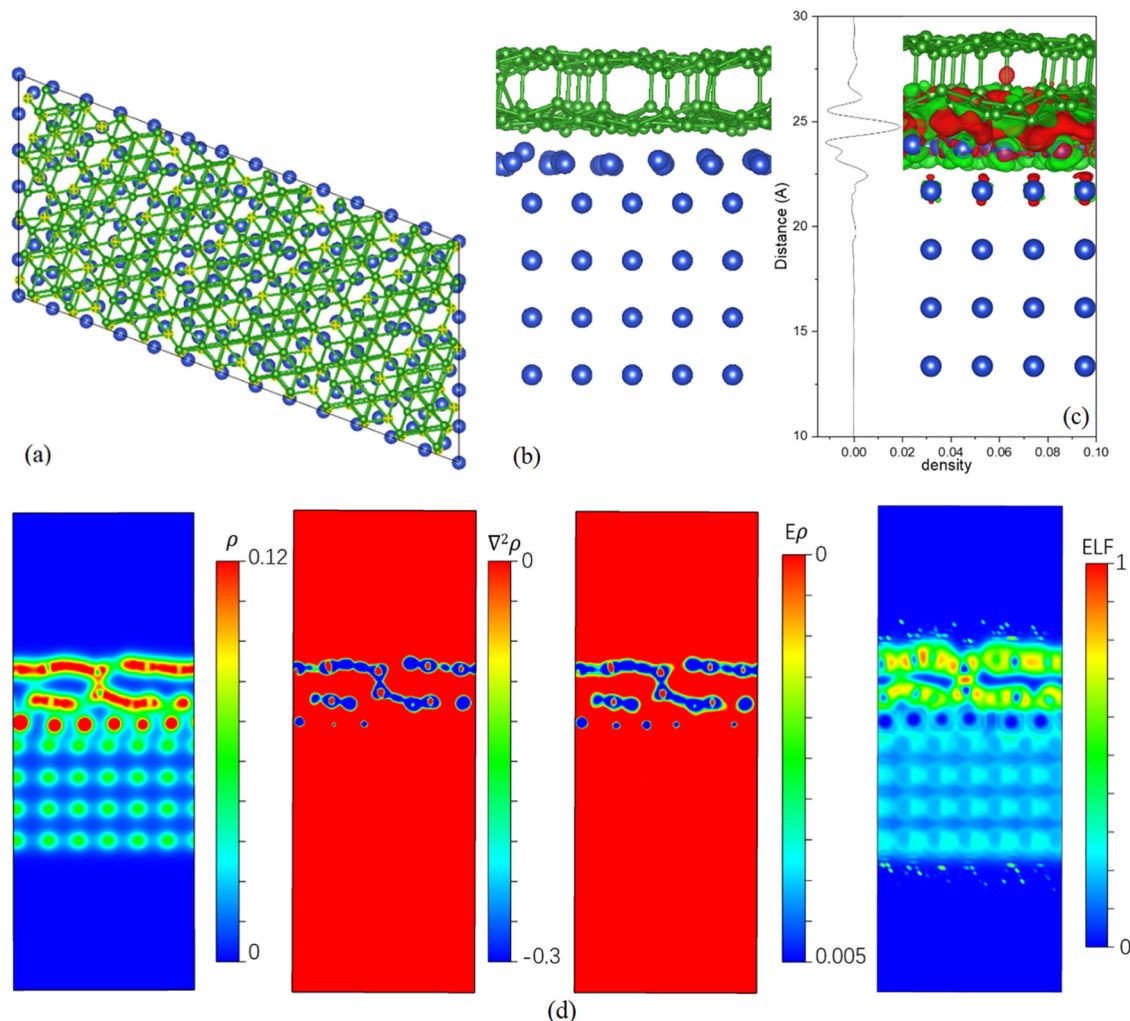 (a)
(b)
30
25
20
15
10
Distance (A)
0.00 0.02 0.04 0.06 0.08 0.10
density
(c)
ρ
0.12
0
∇²ρ
0
-0.3
Eρ
0
0.005
ELF
1
0
(d)